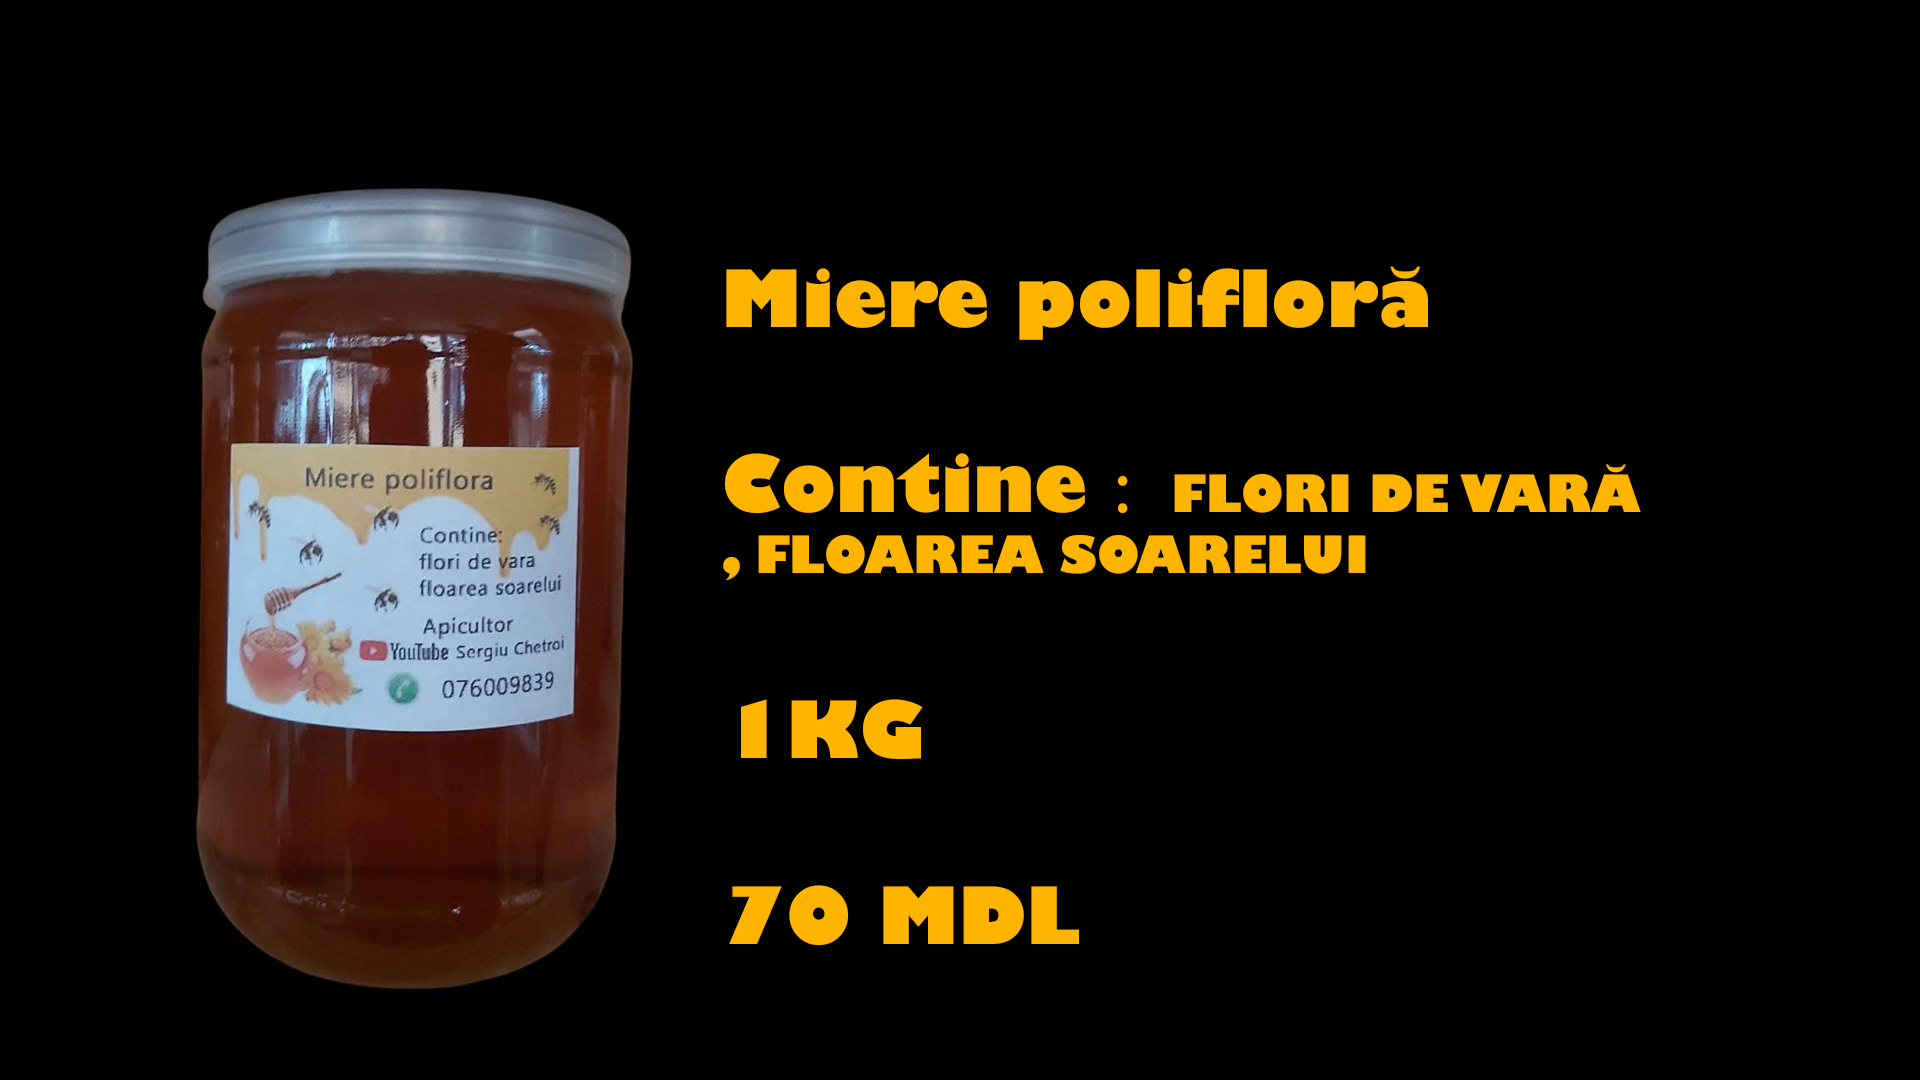 Miere poliflora
Contine:
flori de vara
floarea soarelui
Apicultor
YouTube Sergiu Chetroi
076009839
Miere polifloră
Contine : FLORI DE VARĂ
, FLOAREA SOARELUI
1KG
70 MDL